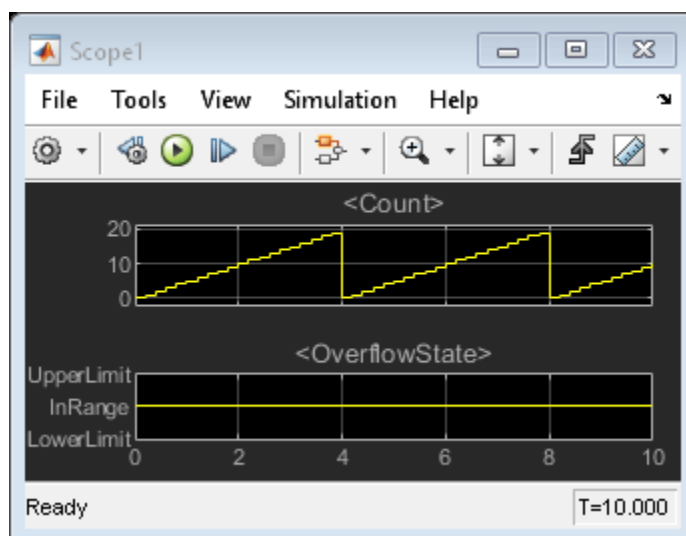 Scope1
File Tools View Simulation Help
<Count>
20
10
0
<OverflowState>
UpperLimit
InRange
LowerLimit
0 2 4 6 8 10
Ready T=10.000